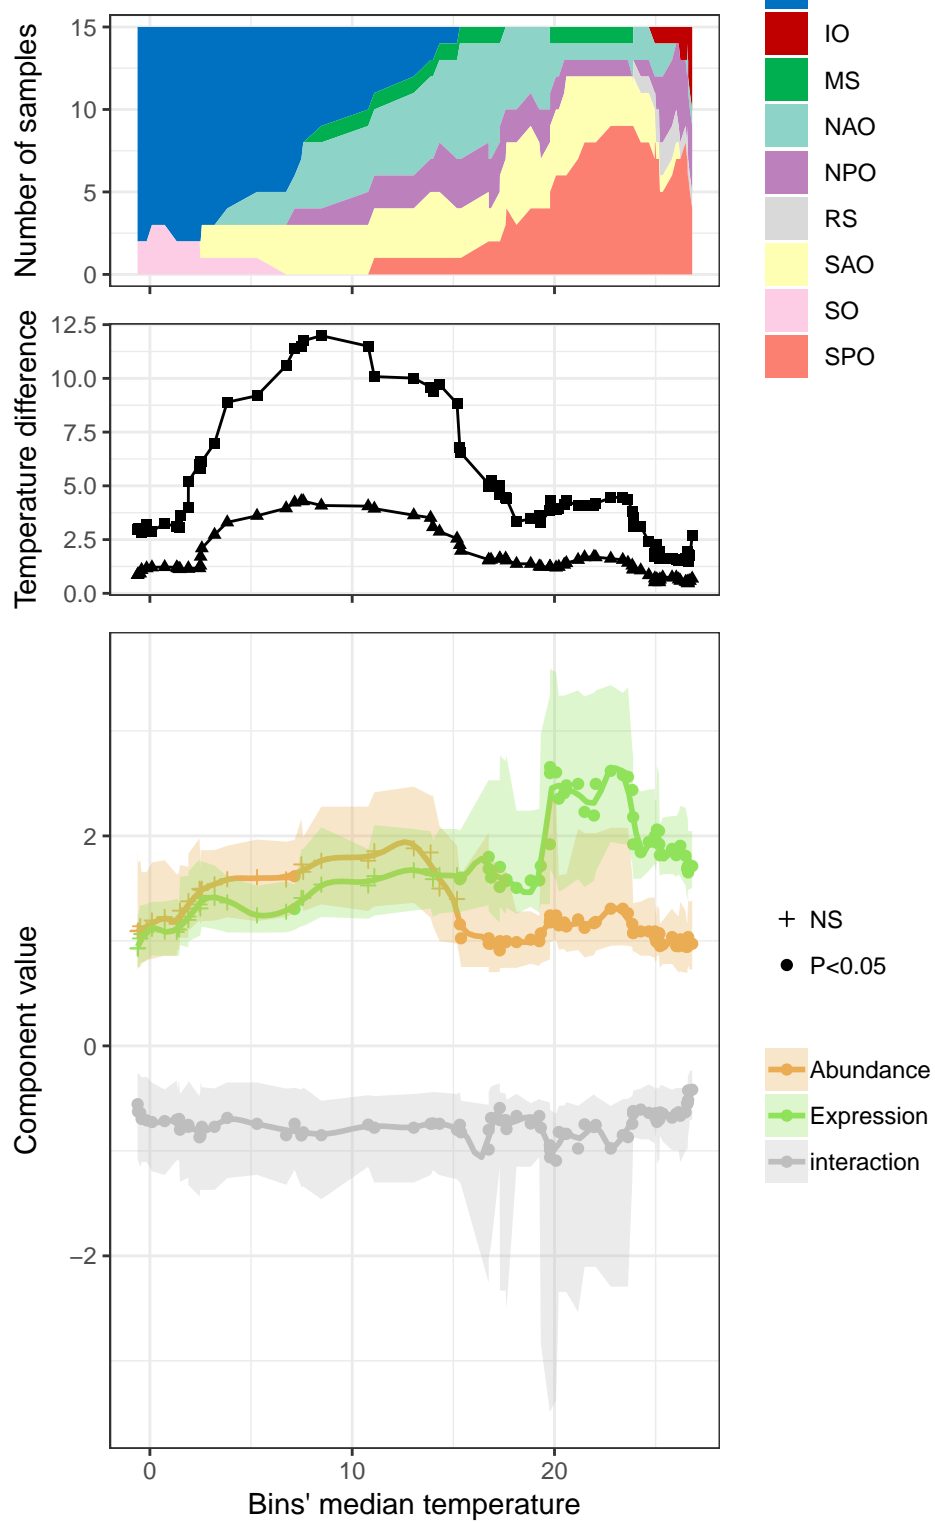 Number of samples
15
10
5
0
IO
MS
NAO
NPO
RS
SAO
SO
SPO
Temperature difference
12.5
10.0
7.5
5.0
2.5
0.0
Component value
2
0
−2
NS
P<0.05
Abundance
Expression
interaction
0 10 20
Bins' median temperature